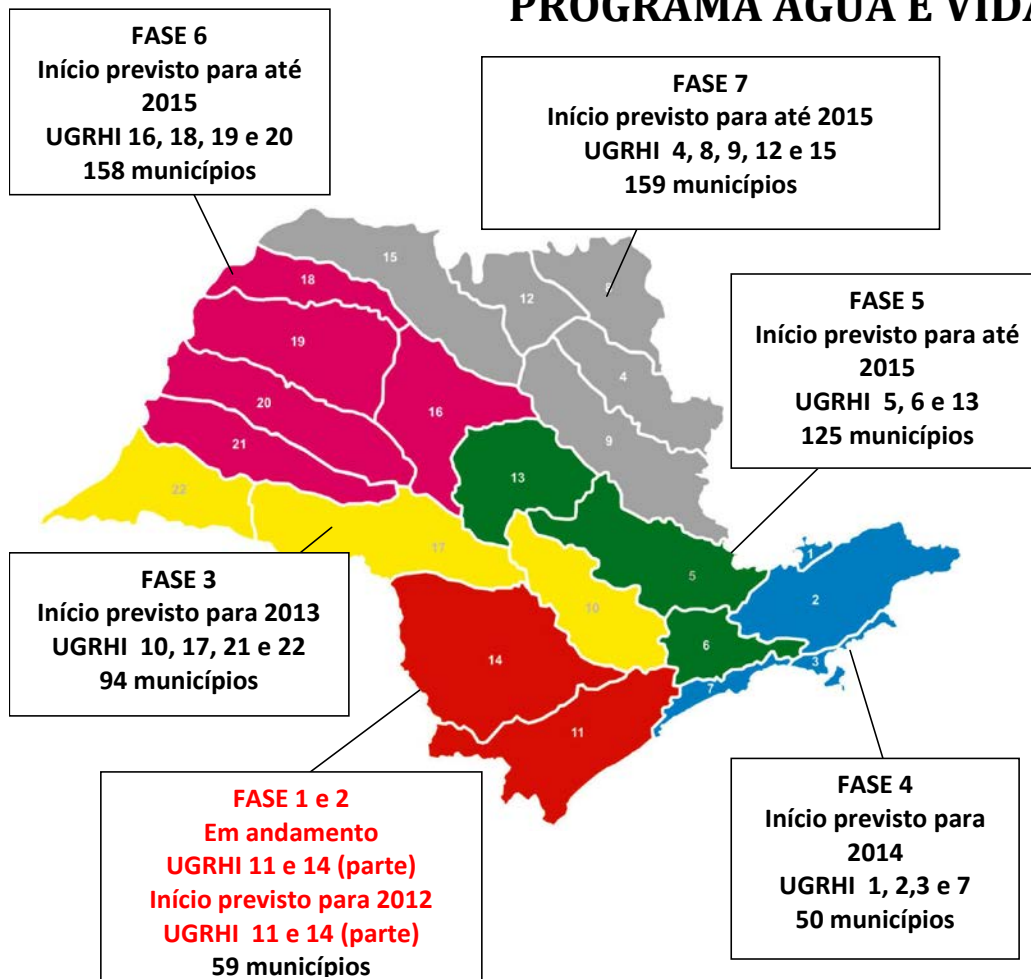 PROGRAMA ÁGUA É VIDA
FASE 6
Início previsto para até
2015
UGRHI 16, 18, 19 e 20
158 municípios
FASE 7
Início previsto para até 2015
UGRHI 4, 8, 9, 12 e 15
159 municípios
FASE 5
Início previsto para até
2015
UGRHI 5, 6 e 13
125 municípios
15
18
12
8
19
4
20
16
9
21
13
22
17
5
1
2
10
6
3
14
7
11
FASE 3
Início previsto para 2013
UGRHI 10, 17, 21 e 22
94 municípios
FASE 1 e 2
Em andamento
UGRHI 11 e 14 (parte)
Início previsto para 2012
UGRHI 11 e 14 (parte)
59 municípios
FASE 4
Início previsto para
2014
UGRHI 1, 2,3 e 7
50 municípios